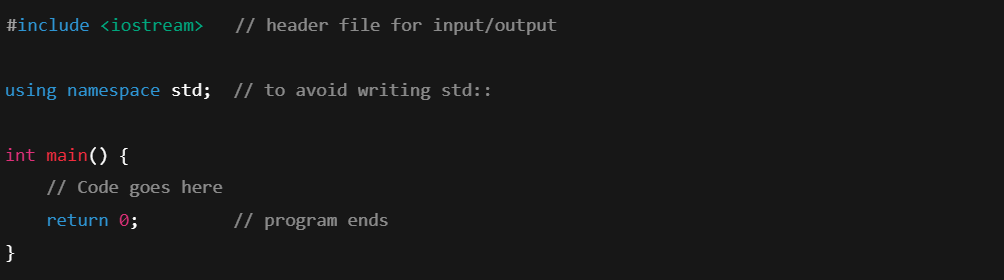 #include <iostream>   // header file for input/output
using namespace std;  // to avoid writing std::
int main() {
    // Code goes here
    return 0;         // program ends
}